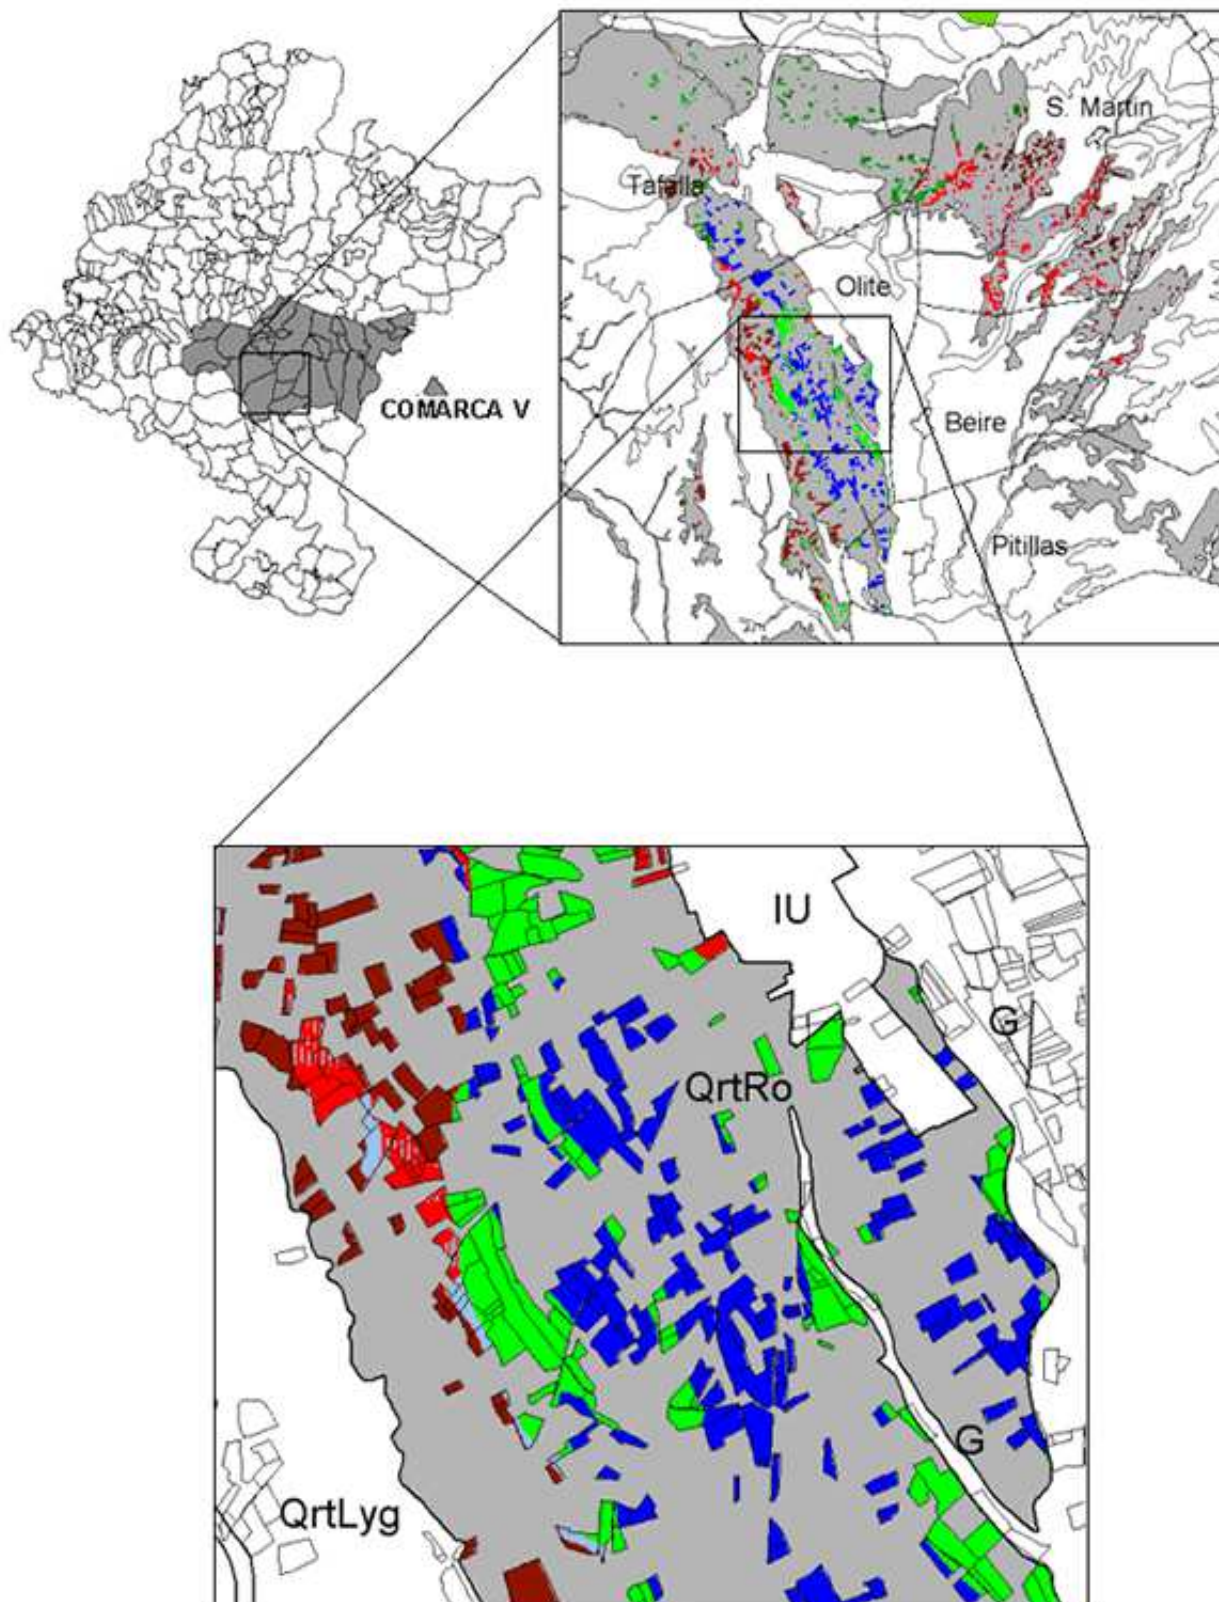 S. Martin
Tafalla
Olite
COMARCA V
Beire
Pitillas
IU
G
QrtRo
G
QrtLyg